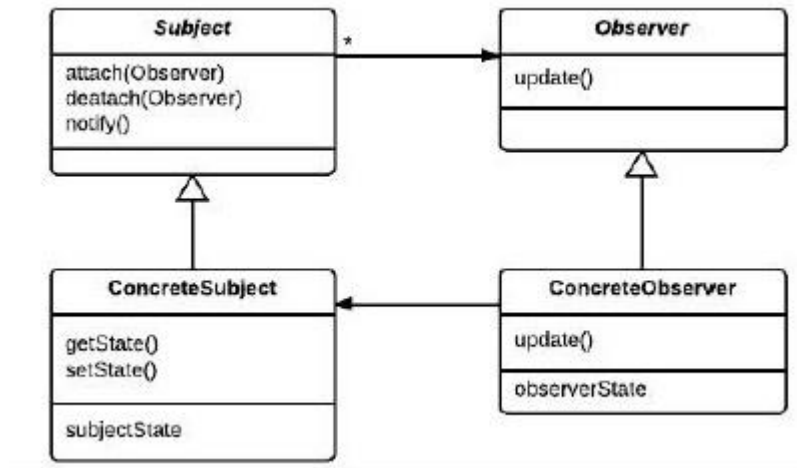 Subject
*
Observer
attach(Observer)
deatach(Observer)
notify()
update()
ConcreteSubject
ConcreteObserver
getState()
setState()
subjectState
update()
observerState